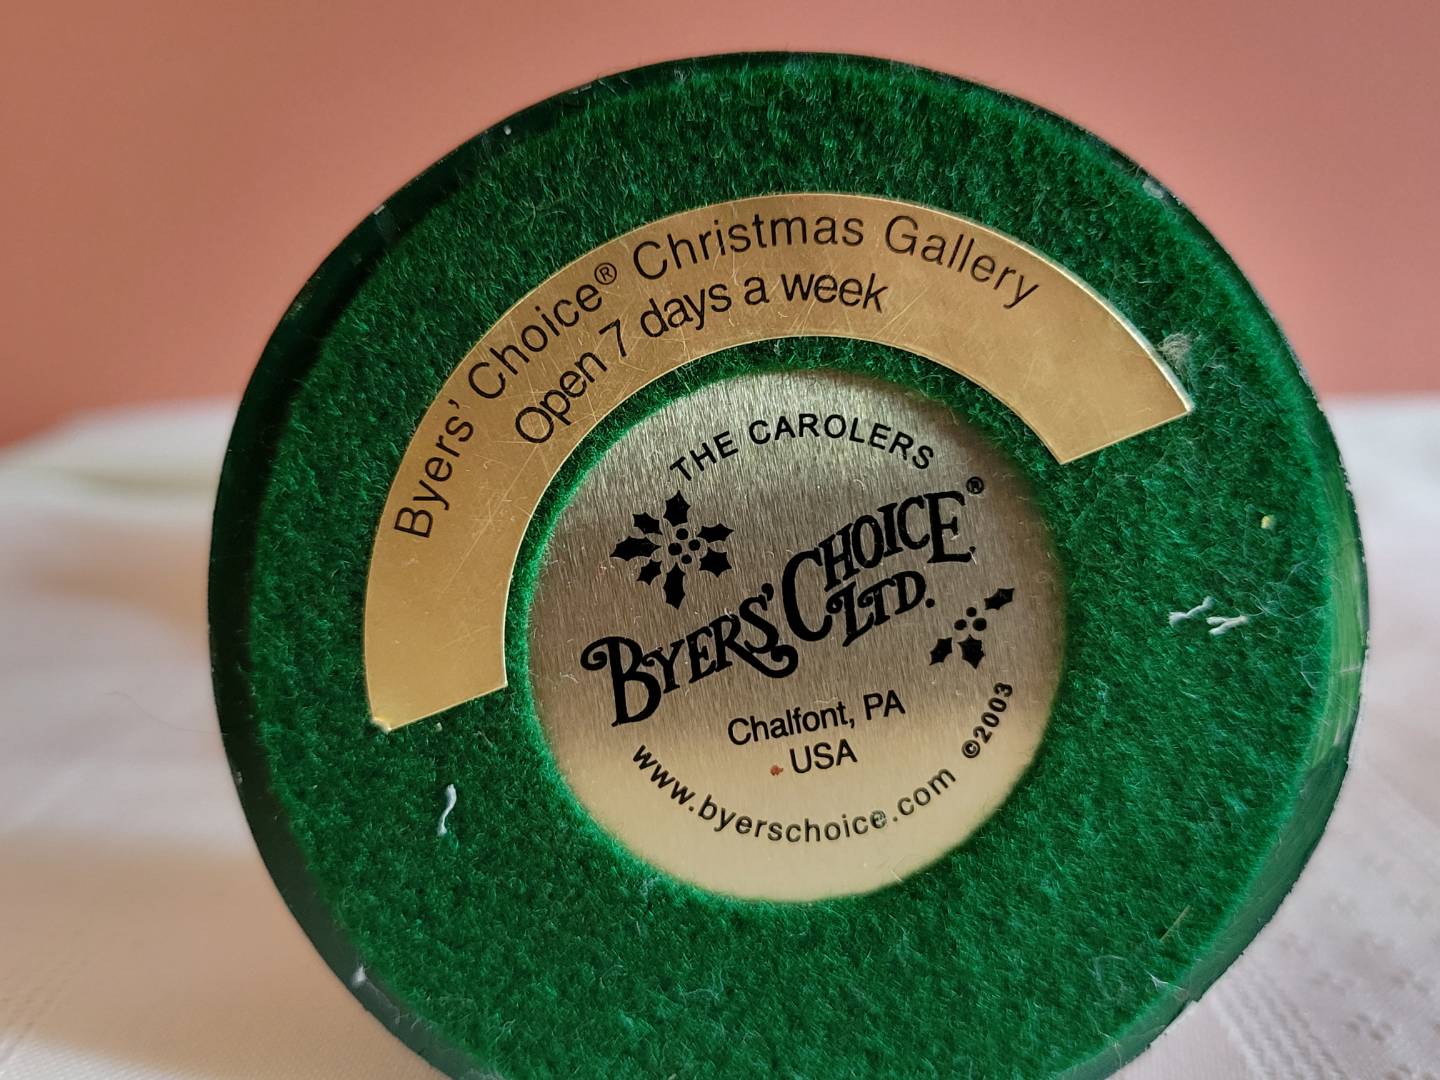 Byers' Choice® Christmas Gallery
Open 7 days a week
THE CAROLERS
BYERS' CHOICE®
LTD.
Chalfont, PA
USA
www.byerschoice.com ©2003